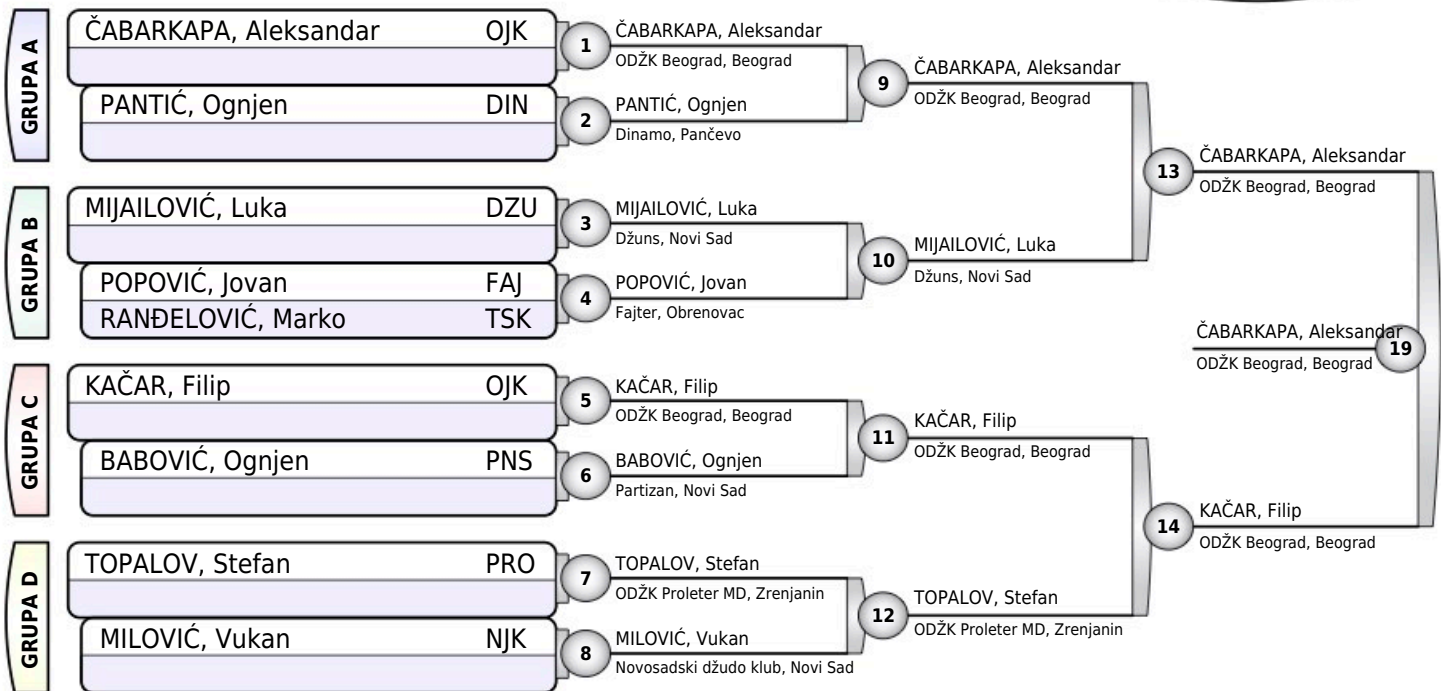 GRUPA A
ČABARKAPA, Aleksandar OJK
PANTIĆ, Ognjen DIN
GRUPA B
MIJAILOVIĆ, Luka DZU
POPOVIĆ, Jovan FAJ
RANĐELOVIĆ, Marko TSK
GRUPA C
KAČAR, Filip OJK
BABOVIĆ, Ognjen PNS
GRUPA D
TOPALOV, Stefan PRO
MILOVIĆ, Vukan NJK
1
ČABARKAPA, Aleksandar
ODŽK Beograd, Beograd
2
PANTIĆ, Ognjen
Dinamo, Pančevo
3
MIJAILOVIĆ, Luka
Džuns, Novi Sad
4
POPOVIĆ, Jovan
Fajter, Obrenovac
5
KAČAR, Filip
ODŽK Beograd, Beograd
6
BABOVIĆ, Ognjen
Partizan, Novi Sad
7
TOPALOV, Stefan
ODŽK Proleter MD, Zrenjanin
8
MILOVIĆ, Vukan
Novosadski džudo klub, Novi Sad
9
ČABARKAPA, Aleksandar
ODŽK Beograd, Beograd
10
MIJAILOVIĆ, Luka
Džuns, Novi Sad
11
KAČAR, Filip
ODŽK Beograd, Beograd
12
TOPALOV, Stefan
ODŽK Proleter MD, Zrenjanin
13
ČABARKAPA, Aleksandar
ODŽK Beograd, Beograd
14
KAČAR, Filip
ODŽK Beograd, Beograd
ČABARKAPA, Aleksandar
19
ODŽK Beograd, Beograd